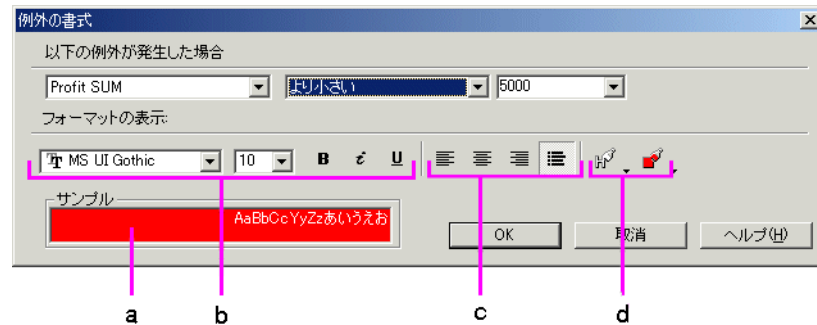 例外の書式
以下の例外が発生した場合
Profit SUM より小さい 5000
フォーマットの表示:
MS UI Gothic 10 B i U
サンプル
AaBbCcYyZzあいうえお
OK 取消 ヘルプ(H)
a b c d